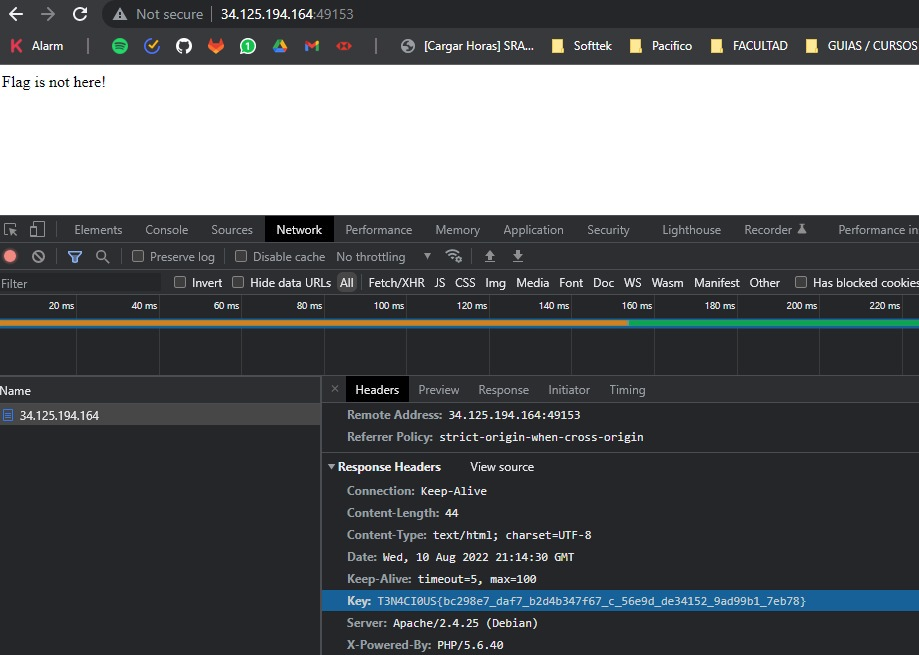 Not secure | 34.125.194.164:49153
Alarm | [Cargar Horas] SRA... Softtek Pacifico FACULTAD GUIAS / CURSOS
Flag is not here!
Elements Console Sources Network Performance Memory Application Security Lighthouse Recorder Performance in
Preserve log Disable cache No throttling
Filter Invert Hide data URLs All Fetch/XHR JS CSS Img Media Font Doc WS Wasm Manifest Other Has blocked cookies
20 ms 40 ms 60 ms 80 ms 100 ms 120 ms 140 ms 160 ms 180 ms 200 ms 220 ms
Name × Headers Preview Response Initiator Timing
34.125.194.164
Remote Address: 34.125.194.164:49153
Referrer Policy: strict-origin-when-cross-origin
Response Headers View source
Connection: Keep-Alive
Content-Length: 44
Content-Type: text/html; charset=UTF-8
Date: Wed, 10 Aug 2022 21:14:30 GMT
Keep-Alive: timeout=5, max=100
Key: T3N4CI0US{bc298e7_daf7_b2d4b347f67_c_56e9d_de34152_9ad99b1_7eb78}
Server: Apache/2.4.25 (Debian)
X-Powered-By: PHP/5.6.40